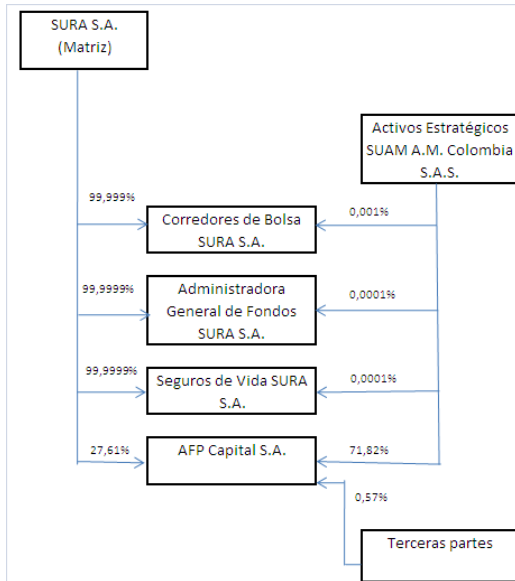 SURA S.A.
(Matriz)
Activos Estratégicos
SUAM A.M. Colombia
S.A.S.
99,999%
Corredores de Bolsa
SURA S.A.
0,001%
99,9999%
Administradora
General de Fondos
SURA S.A.
0,0001%
99,9999%
Seguros de Vida SURA
S.A.
0,0001%
27,61%
AFP Capital S.A.
71,82%
0,57%
Terceras partes